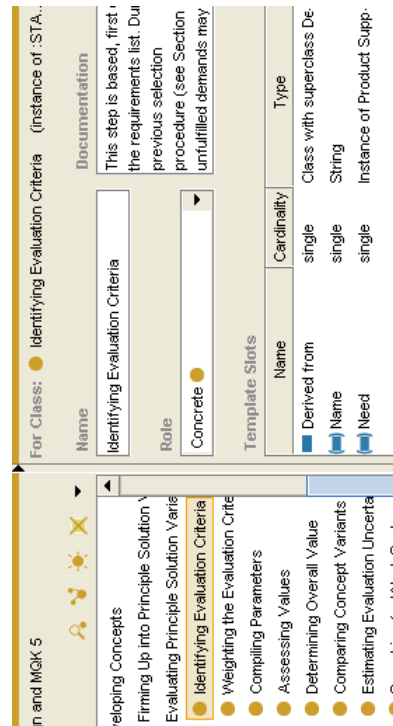 n and MQK 5
veloping Concepts
Firming Up into Principle Solution V
Evaluating Principle Solution Varia
Identifying Evaluation Criteria
Weighting the Evaluation Crite
Compiling Parameters
Assessing Values
Determining Overall Value
Comparing Concept Variants
Estimating Evaluation Uncerta
For Class: Identifying Evaluation Criteria (instance of :STA...
Name
Identifying Evaluation Criteria
Role
Concrete
Documentation
This step is based, first
the requirements list. Du
previous selection
procedure (see Section
unfulfilled demands may
Template Slots
Name Cardinality Type
Derived from single Class with superclass De
Name single String
Need single Instance of Product Supp